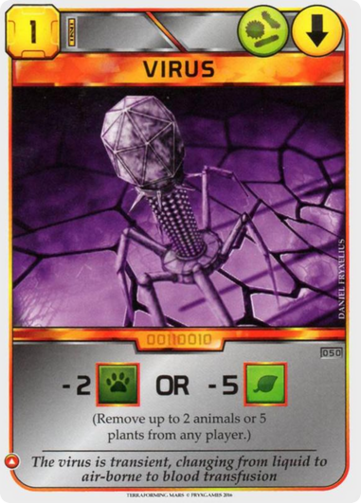 1
VIRUS
DANIEL FRYXELIUS
00110010
050
-2 OR -5
(Remove up to 2 animals or 5
plants from any player.)
The virus is transient, changing from liquid to
air-borne to blood transfusion
TERRAFORMING MARS © FRYXGAMES 2016